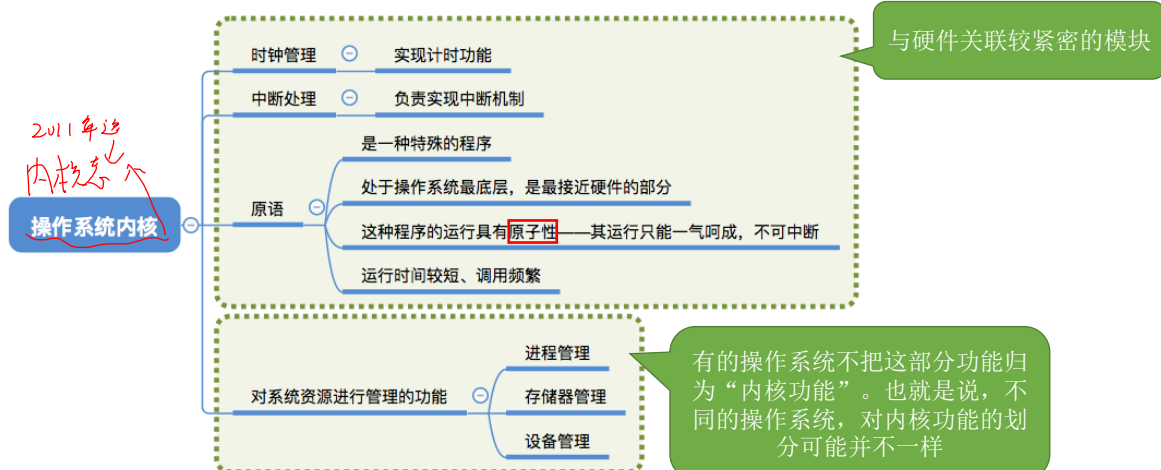 与硬件关联较紧密的模块
时钟管理
实现计时功能
中断处理
负责实现中断机制
2011年选
内核态
操作系统内核
原语
是一种特殊的程序
处于操作系统最底层，是最接近硬件的部分
这种程序的运行具有原子性——其运行只能一气呵成，不可中断
运行时间较短、调用频繁
对系统资源进行管理的功能
进程管理
存储器管理
设备管理
有的操作系统不把这部分功能归
为“内核功能”。也就是说，不
同的操作系统，对内核功能的划
分可能并不一样